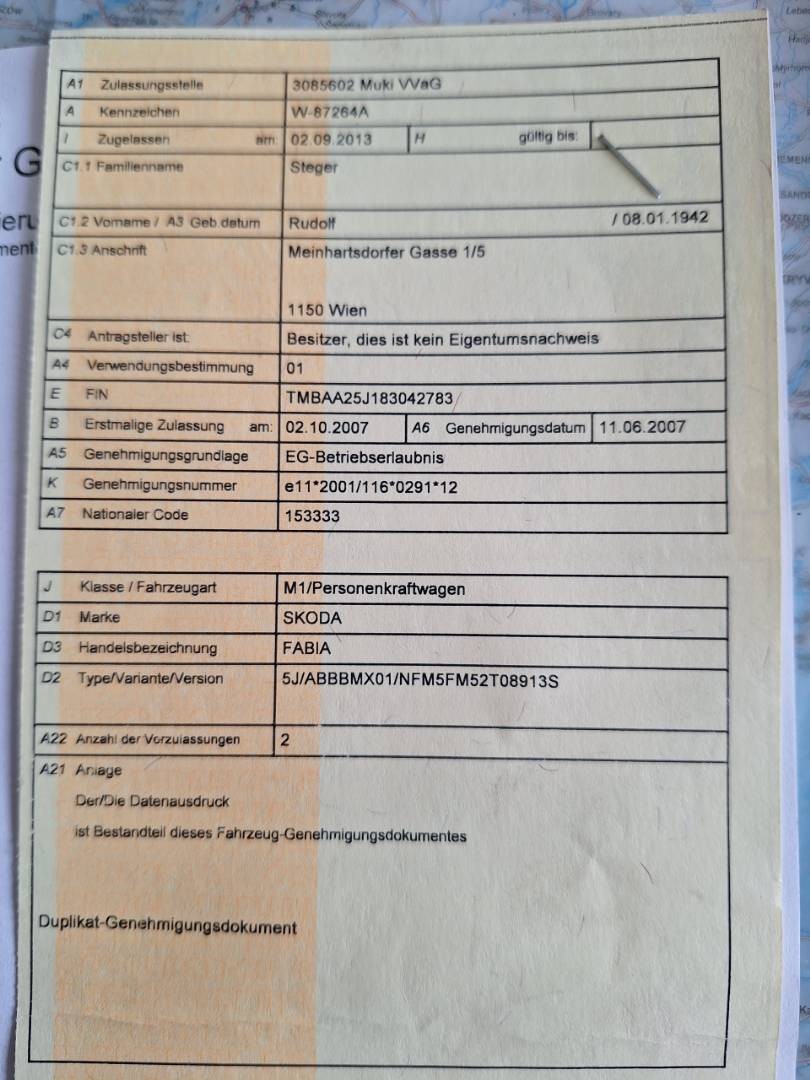 A1 Zulassungsstelle 3085602 Muki VVaG
A Kennzeichen W-87264A
I Zugelassen am: 02.09.2013 H gültig bis:
C1.1 Familienname Steger
C1.2 Vorname / A3 Geb.datum Rudolf / 08.01.1942
C1.3 Anschrift Meinhartsdorfer Gasse 1/5
1150 Wien
C4 Antragsteller ist: Besitzer, dies ist kein Eigentumsnachweis
A4 Verwendungsbestimmung 01
E FIN TMBAA25J183042783
B Erstmalige Zulassung am: 02.10.2007 A6 Genehmigungsdatum 11.06.2007
A5 Genehmigungsgrundlage EG-Betriebserlaubnis
K Genehmigungsnummer e11*2001/116*0291*12
A7 Nationaler Code 153333
J Klasse / Fahrzeugart M1/Personenkraftwagen
D1 Marke SKODA
D3 Handelsbezeichnung FABIA
D2 Type/Variante/Version 5J/ABBBMX01/NFM5FM52T08913S
A22 Anzahl der Vorzulassungen 2
A21 Anlage
Der/Die Datenausdruck
ist Bestandteil dieses Fahrzeug-Genehmigungsdokumentes
Duplikat-Genehmigungsdokument